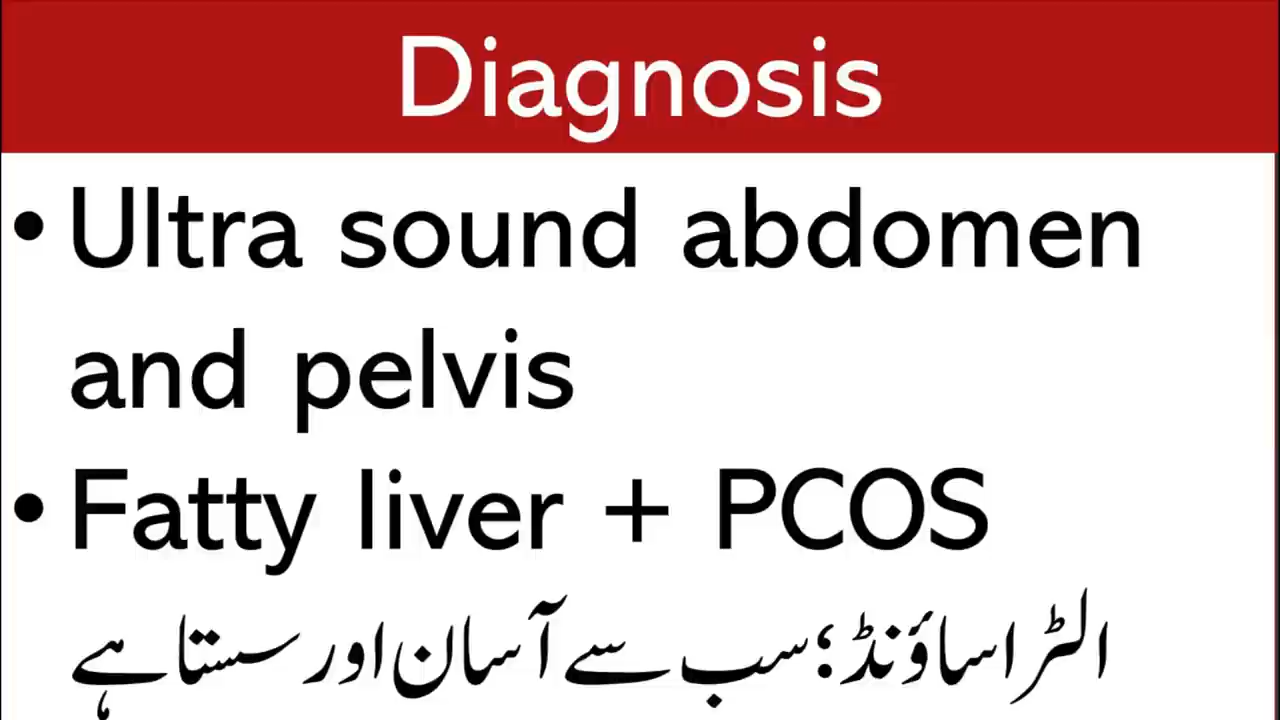 Diagnosis
• Ultra sound abdomen
and pelvis
• Fatty liver + PCOS
الٹراساؤنڈ؛ سب سے آسان اور سستا ہے